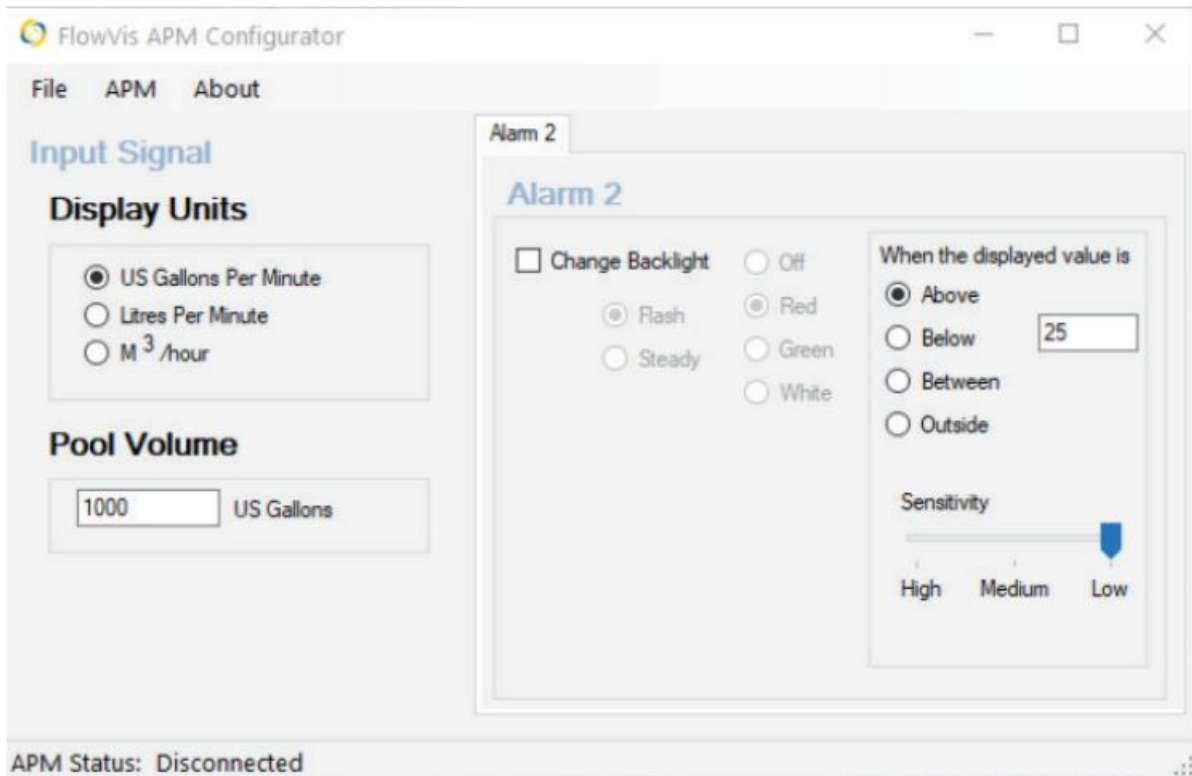 FlowVis APM Configurator
File APM About
Input Signal
Display Units
US Gallons Per Minute
Litres Per Minute
M 3 /hour
Pool Volume
1000 US Gallons
Alarm 2
Alarm 2
Change Backlight
Flash
Steady
Off
Red
Green
White
When the displayed value is
Above
Below
25
Between
Outside
Sensitivity
High Medium Low
APM Status: Disconnected